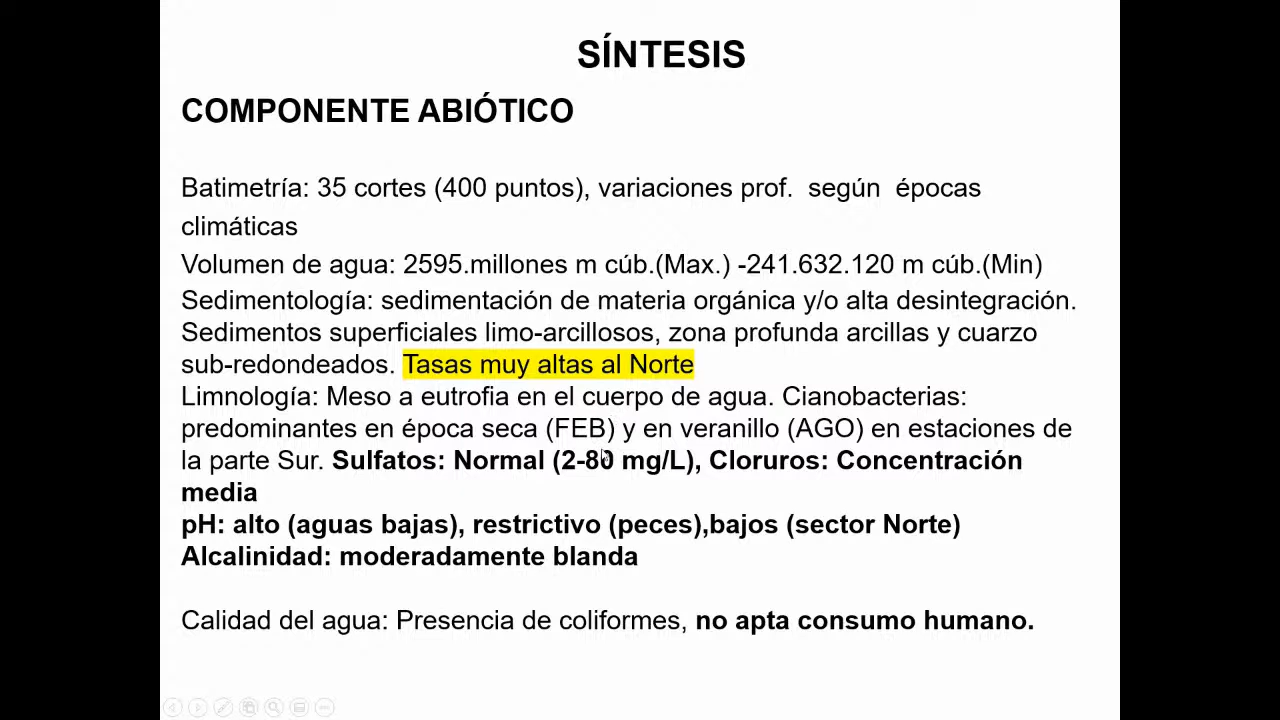 SÍNTESIS
COMPONENTE ABIÓTICO
Batimetría: 35 cortes (400 puntos), variaciones prof. según épocas
climáticas
Volumen de agua: 2595.millones m cúb.(Max.) -241.632.120 m cúb.(Min)
Sedimentología: sedimentación de materia orgánica y/o alta desintegración.
Sedimentos superficiales limo-arcillosos, zona profunda arcillas y cuarzo
sub-redondeados. Tasas muy altas al Norte
Limnología: Meso a eutrofia en el cuerpo de agua. Cianobacterias:
predominantes en época seca (FEB) y en veranillo (AGO) en estaciones de
la parte Sur. Sulfatos: Normal (2-80 mg/L), Cloruros: Concentración
media
pH: alto (aguas bajas), restrictivo (peces),bajos (sector Norte)
Alcalinidad: moderadamente blanda
Calidad del agua: Presencia de coliformes, no apta consumo humano.